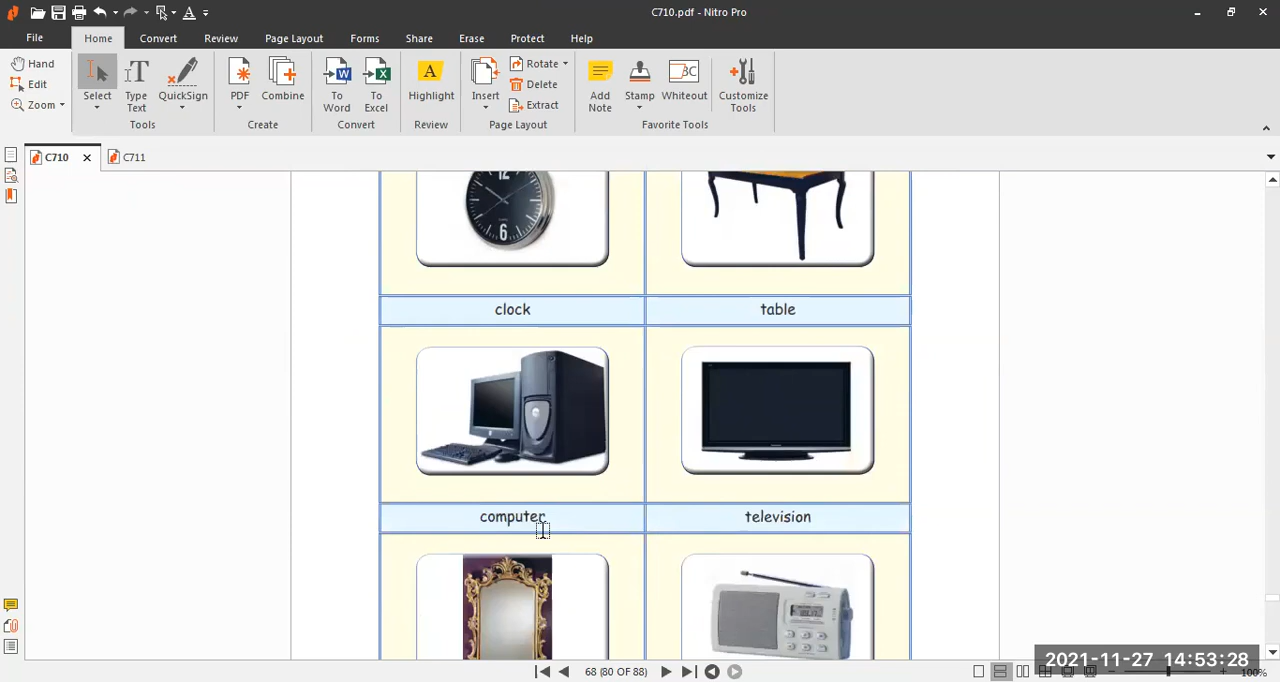 C710.pdf - Nitro Pro
File Home Convert Review Page Layout Forms Share Erase Protect Help
Hand
Edit
Zoom
Select
Type Text
QuickSign
Tools
PDF
Combine
Create
To Word
To Excel
Convert
Highlight
Review
Insert
Rotate
Delete
Extract
Page Layout
Add Note
Stamp
Whiteout
Customize Tools
Favorite Tools
C710 C711
12
6
clock table
computer television
68 (80 OF 88)
2021-11-27 14:53:28
100%